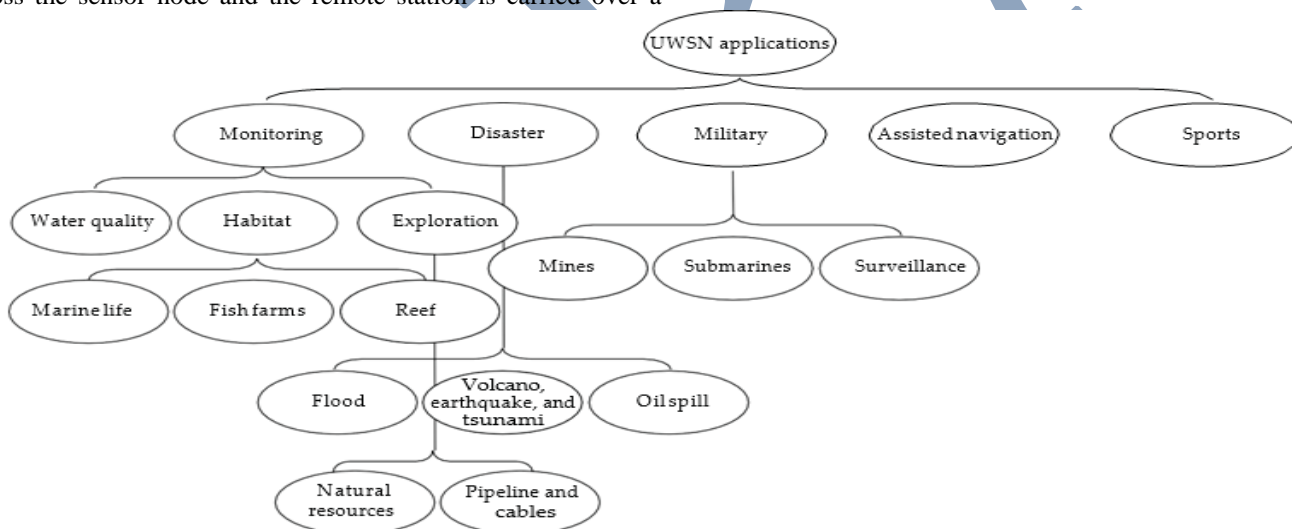 the sensor node and the remote station is carried over a
UWSN applications
Monitoring
Disaster
Military
Assisted navigation
Sports
Water quality
Habitat
Exploration
Mines
Submarines
Surveillance
Marine life
Fish farms
Reef
Flood
Volcano,
earthquake, and
tsunami
Oil spill
Natural
resources
Pipeline and
cables